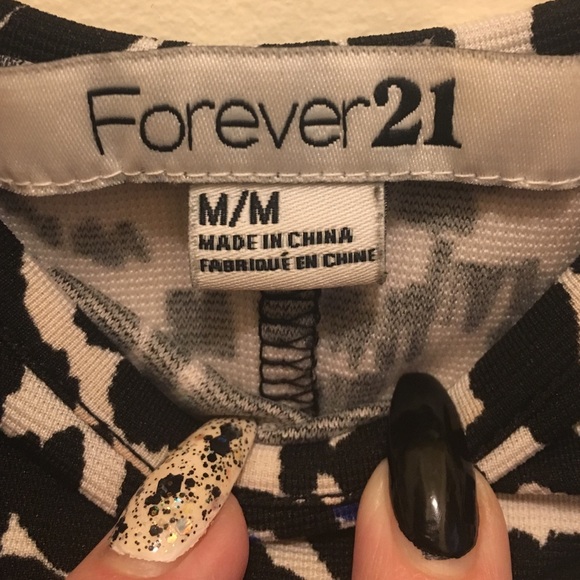 Forever21
M/M
MADE IN CHINA
FABRIQUÉ EN CHINE